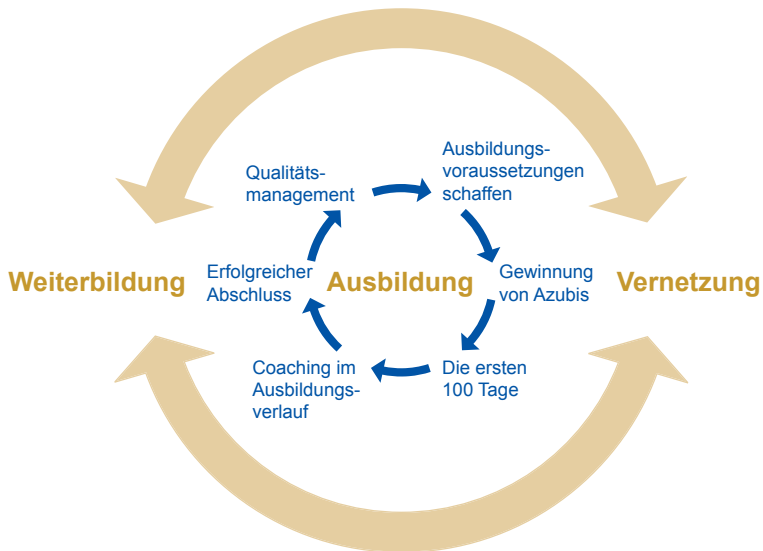 Ausbildungs-
voraussetzungen
schaffen
Qualitäts-
management
Weiterbildung
Erfolgreicher
Abschluss
Ausbildung
Gewinnung
von Azubis
Vernetzung
Coaching im
Ausbildungs-
verlauf
Die ersten
100 Tage